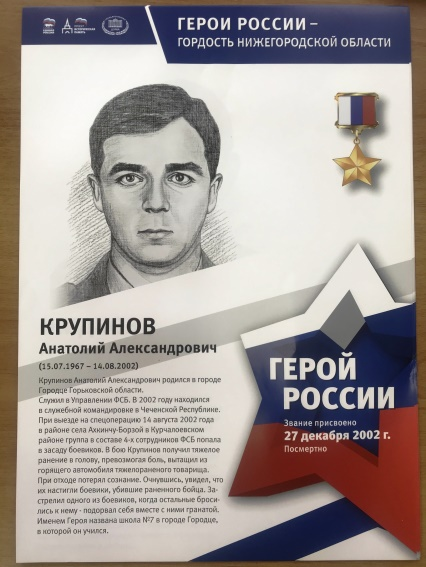 ГЕРОИ РОССИИ –
ГОРДОСТЬ НИЖЕГОРОДСКОЙ ОБЛАСТИ
КРУПИНОВ
Анатолий Александрович
(15.07.1967 – 14.08.2002)
Крупинов Анатолий Александрович родился в городе
Городце Горьковской области.
Служил в Управлении ФСБ. В 2002 году находился
в служебной командировке в Чеченской Республике.
При выезде на спецоперацию 14 августа 2002 года
в районе села Ахкинчу-Борзой в Курчалоевском
районе группа в составе 4-х сотрудников ФСБ попала
в засаду боевиков. В бою Крупинов получил тяжелое
ранение в голову, превозмогая боль, вытащил из
горящего автомобиля тяжелораненого товарища.
При отходе потерял сознание. Очнувшись, увидел, что
их настигли боевики, убившие раненного бойца. За-
стрелил одного из боевиков, когда остальные броси-
лись к нему - подорвал себя вместе с ними гранатой.
Именем Героя названа школа №7 в городе Городце,
в которой он учился.
ГЕРОЙ
РОССИИ
Звание присвоено
27 декабря 2002 г.
Посмертно